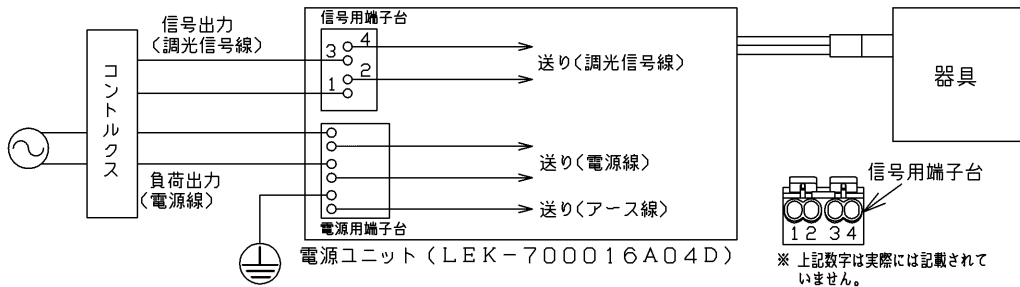 信号出力
(調光信号線)
コントルクス
負荷出力
(電源線)
信号用端子台
4
3
2
1
送り(調光信号線)
送り(電源線)
送り(アース線)
電源用端子台
電源ユニット(LEK-700016A04D)
器具
信号用端子台
1 2 3 4
※ 上記数字は実際には記載されて
いません。